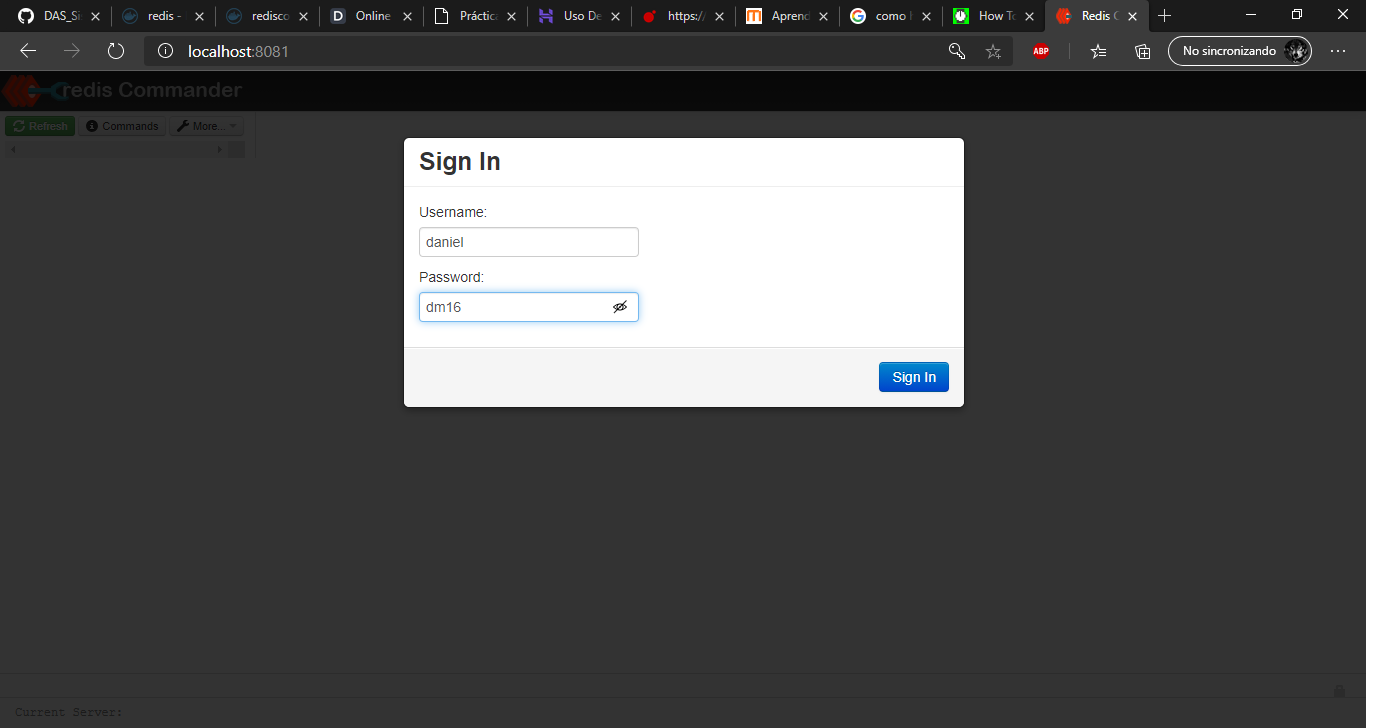 DAS_Si
redis -
redisco
Online
Práctic
Uso De
https:/
Aprend
como
How To
Redis C
localhost:8081
ABP
No sincronizando
redis Commander
Refresh
Commands
More...
Sign In
Username:
daniel
Password:
dm16
Sign In
Current Server: